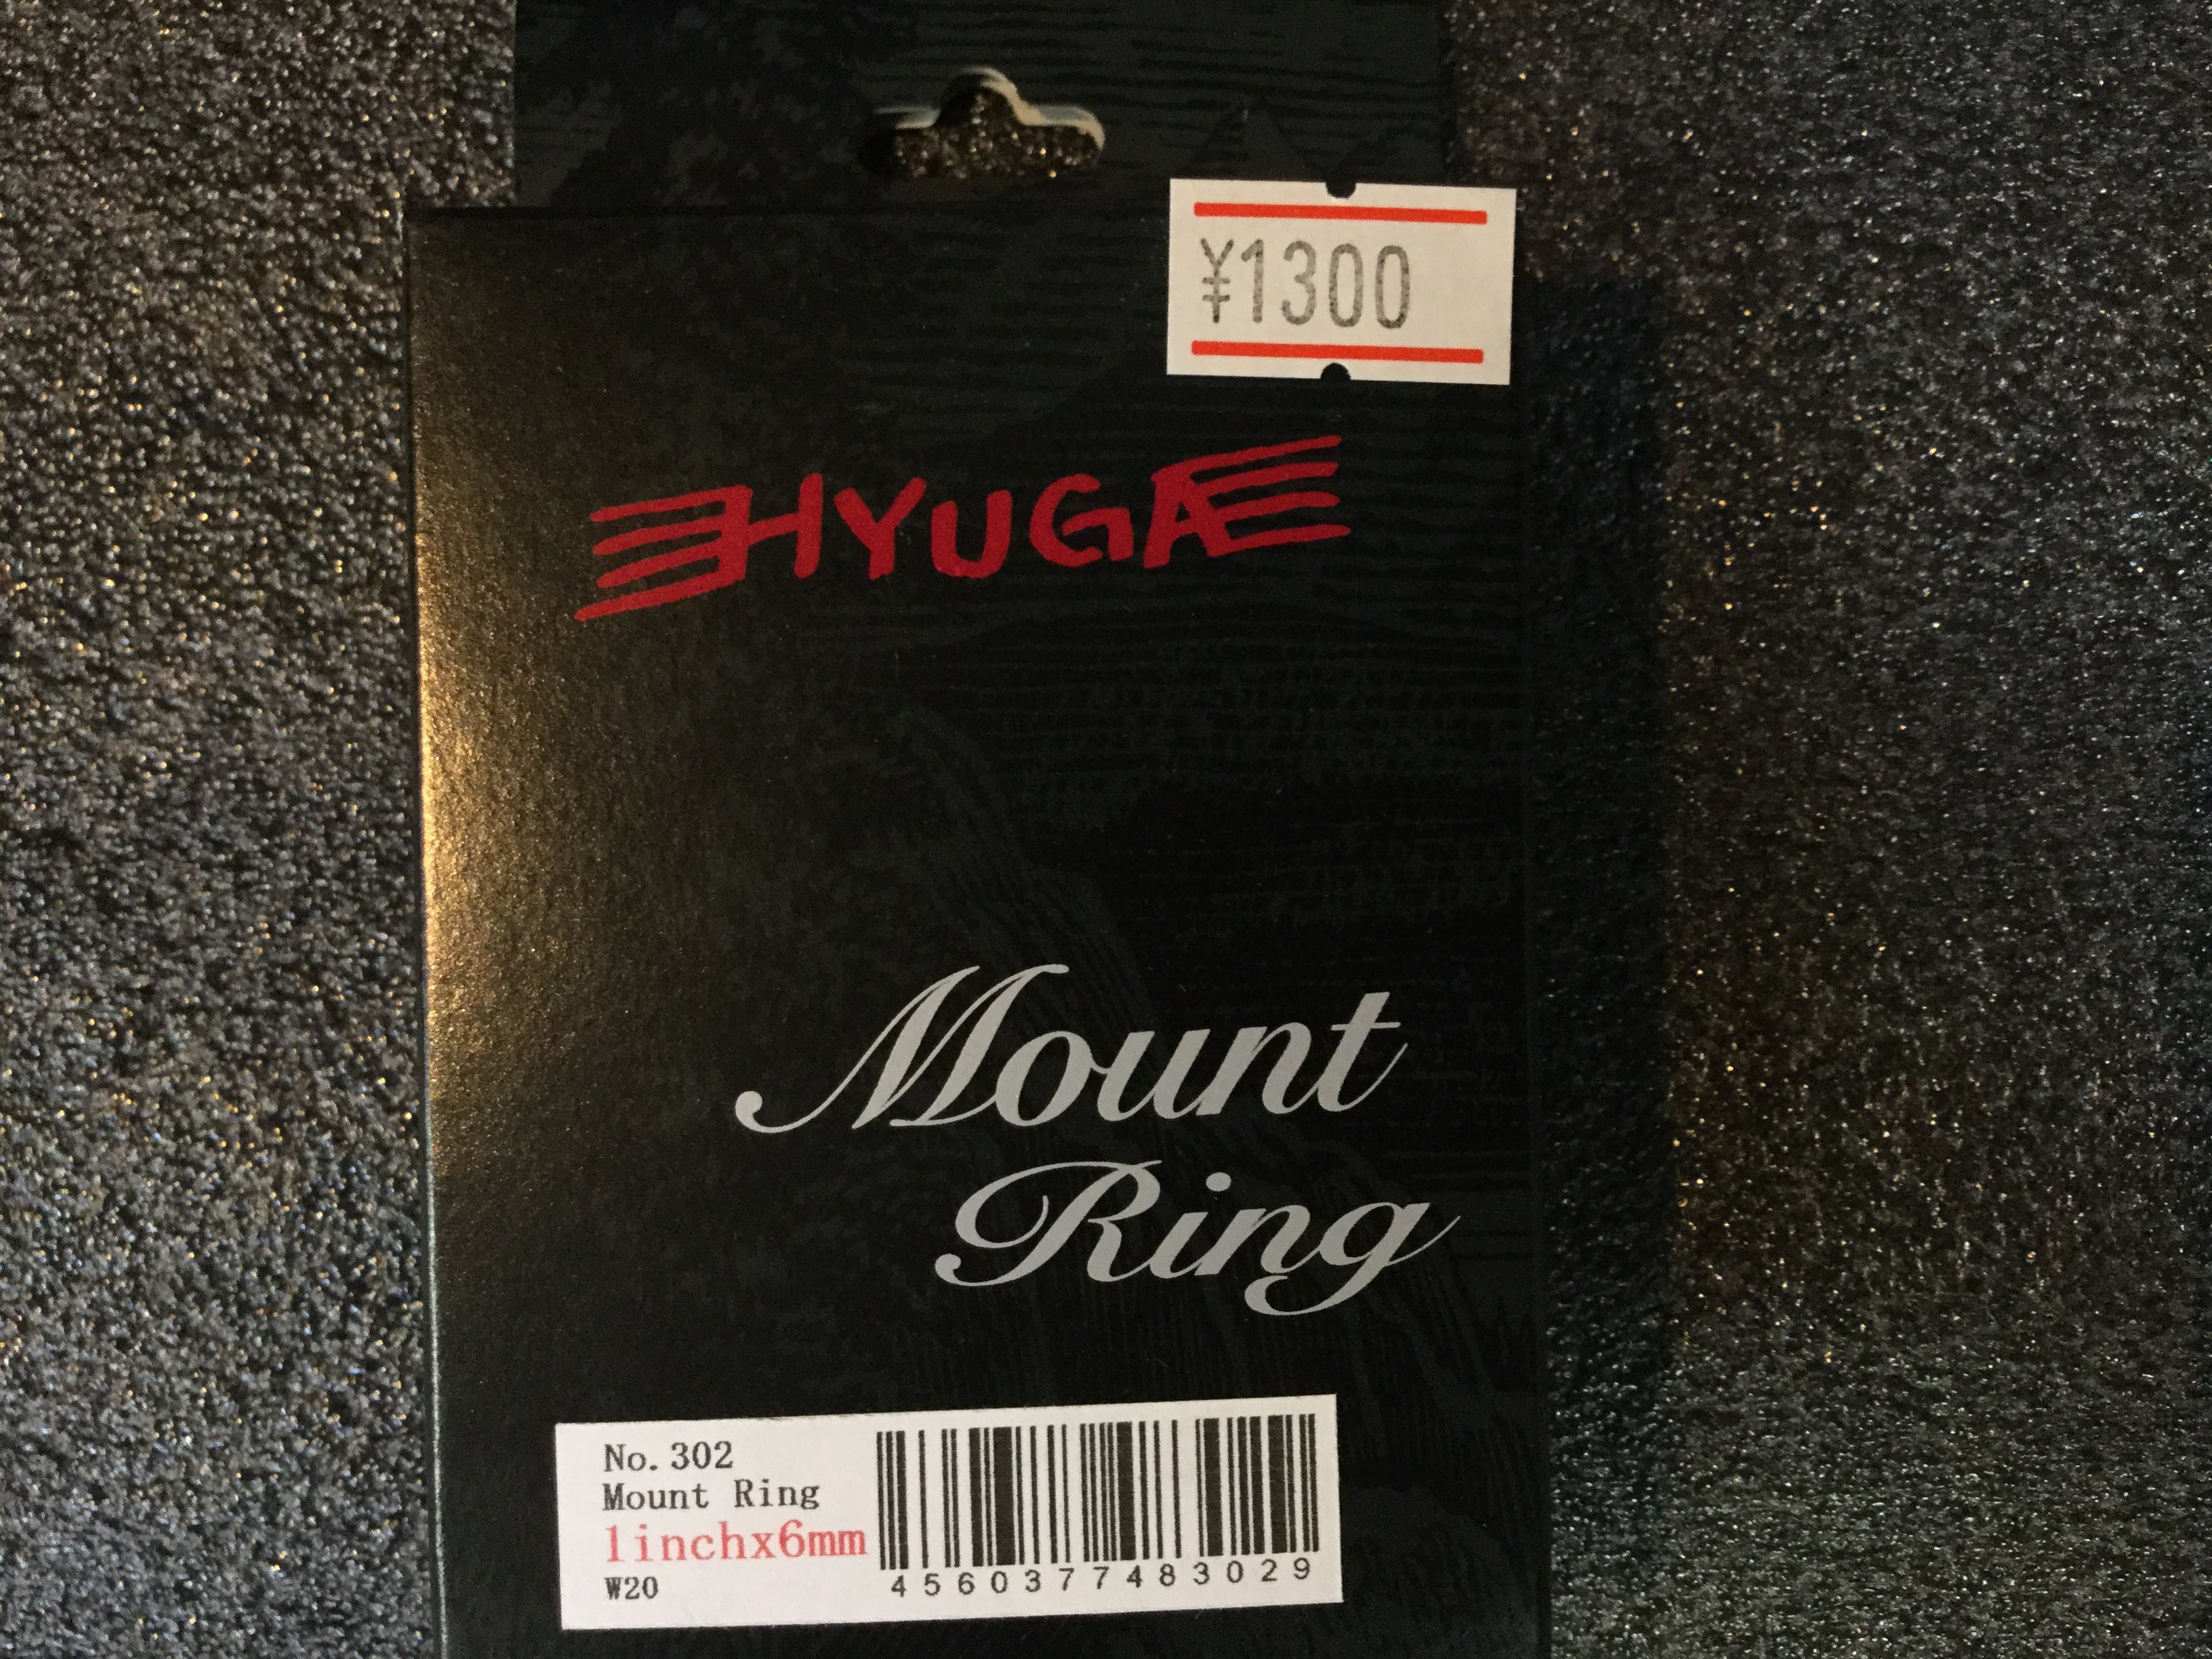 ¥1300
HYUGA
Mount
Ring
No.302
Mount Ring
1inchx6mm
W20
4560377483029